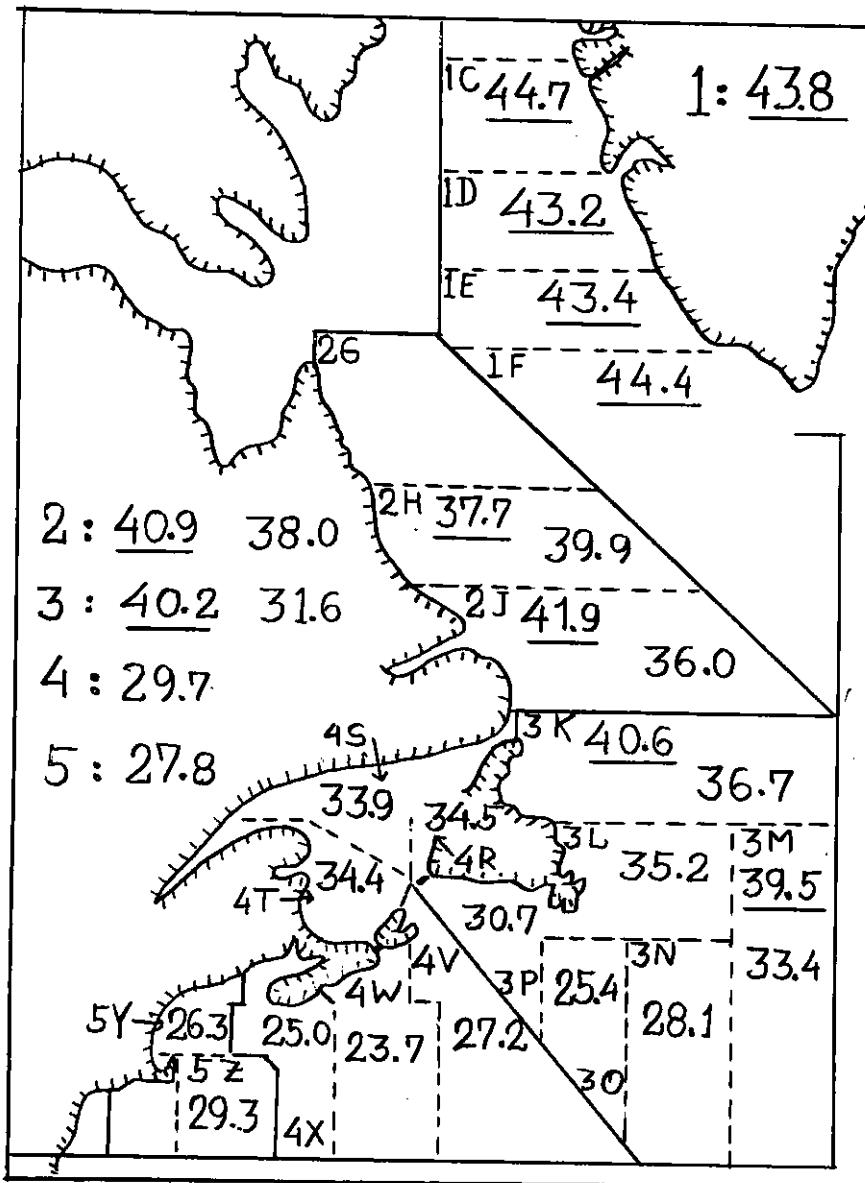 1C 44.7 1: 43.8
1D 43.2
1E 43.4
26
1F 44.4
2H 37.7
2: 40.9 38.0 39.9
3: 40.2 31.6 2J 41.9
4: 29.7 36.0
4S 3K 40.6
5: 27.8 36.7
33.9 34.5
3L 35.2 3M
34.4 4R 39.5
4T 30.7
4V 3N 33.4
4W 3P 25.4
5Y 26.3 25.0 23.7 27.2 28.1
5Z 3O
29.3 4X